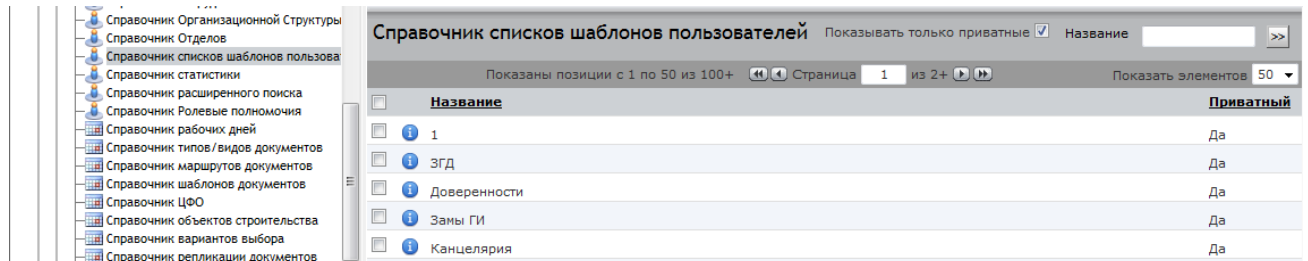 Справочник Организационной Структуры
Справочник Отделов
Справочник списков шаблонов пользова
Справочник статистики
Справочник расширенного поиска
Справочник Ролевые полномочия
Справочник рабочих дней
Справочник типов/видов документов
Справочник маршрутов документов
Справочник шаблонов документов
Справочник ЦФО
Справочник объектов строительства
Справочник вариантов выбора
Справочник репликации документов
Справочник списков шаблонов пользователей Показывать только приватные Название >>
Показаны позиции с 1 по 50 из 100+ Страница 1 из 2+ Показать элементов 50
Название Приватный
1 Да
ЗГД Да
Доверенности Да
Замы ГИ Да
Канцелярия Да